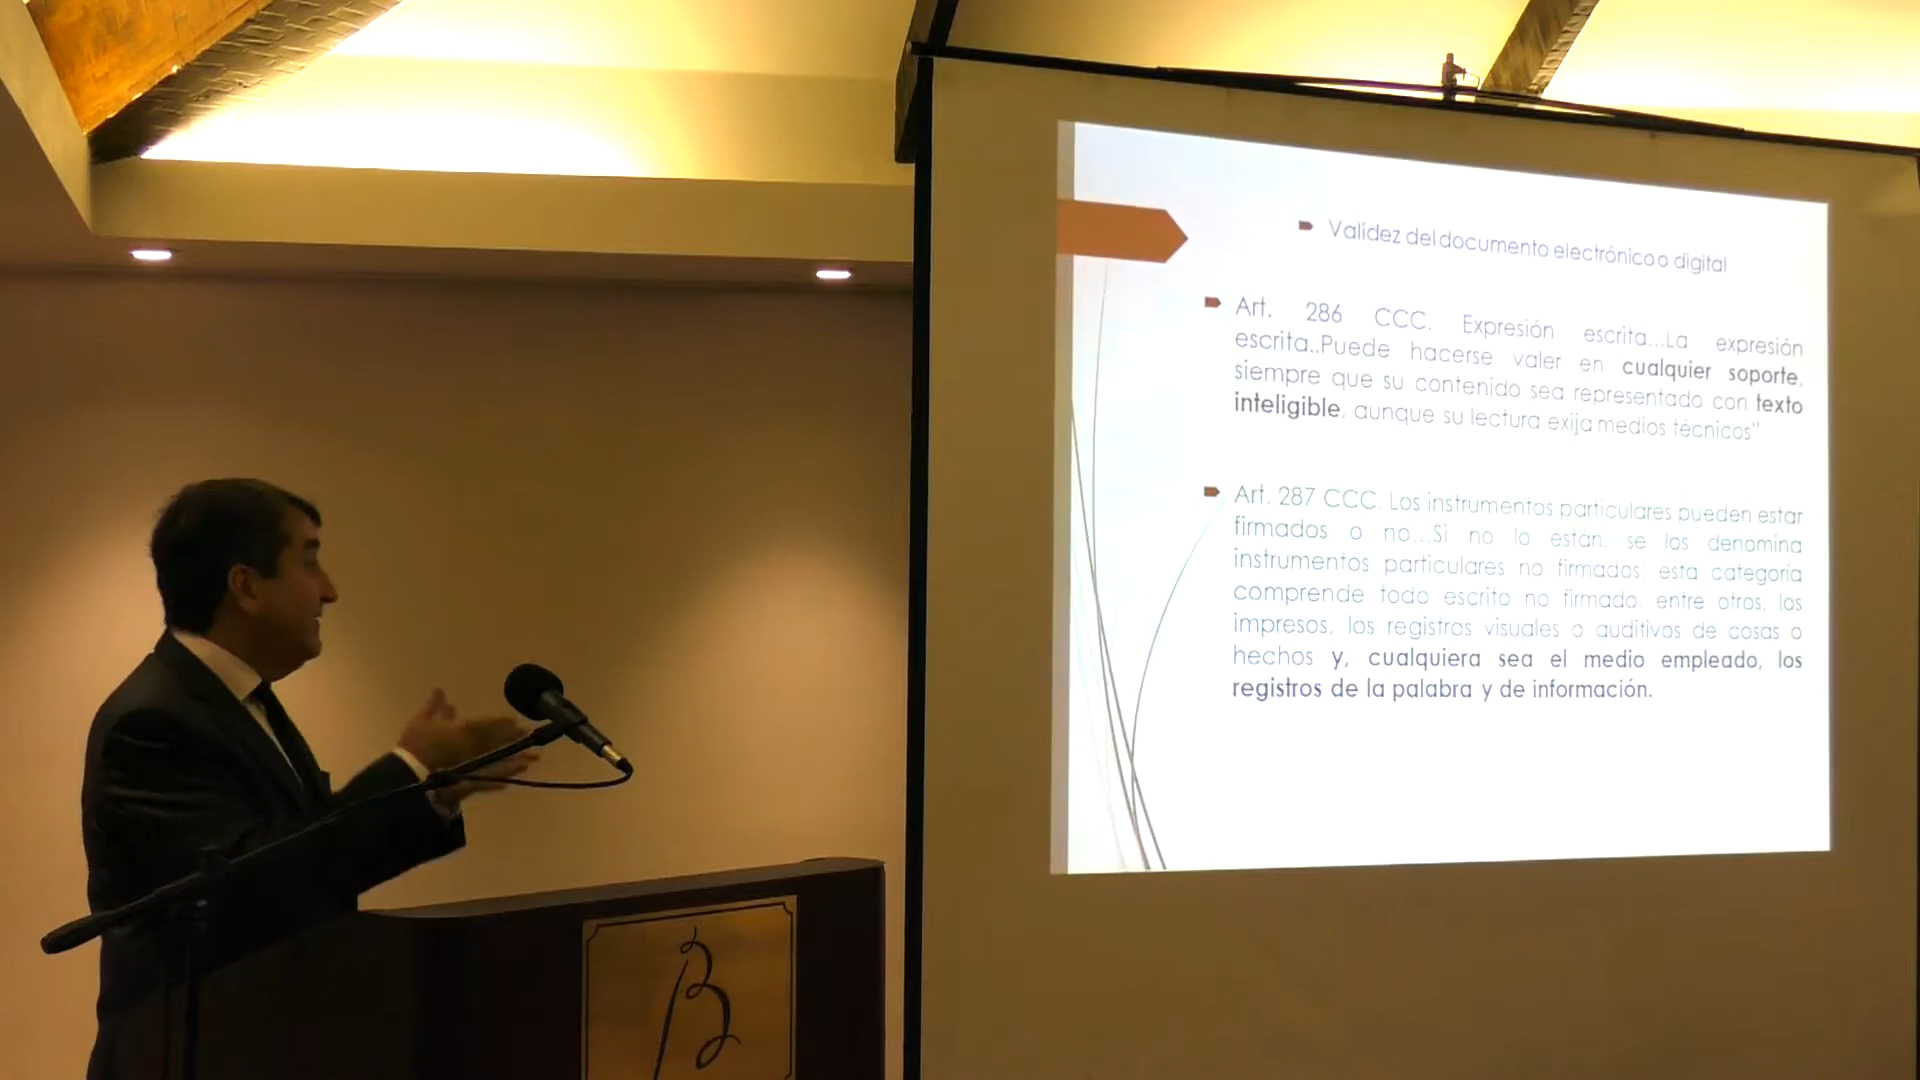 Validez del documento electrónico o digital
Art. 286 CCC. Expresión escrita...La expresión
escrita..Puede hacerse valer en cualquier soporte,
siempre que su contenido sea representado con texto
inteligible, aunque su lectura exija medios técnicos"
Art. 287 CCC. Los instrumentos particulares pueden estar
firmados o no...Si no lo están, se los denomina
instrumentos particulares no firmados; esta categoría
comprende todo escrito no firmado, entre otros, los
impresos, los registros visuales o auditivos de cosas o
hechos y, cualquiera sea el medio empleado, los
registros de la palabra y de información.
B